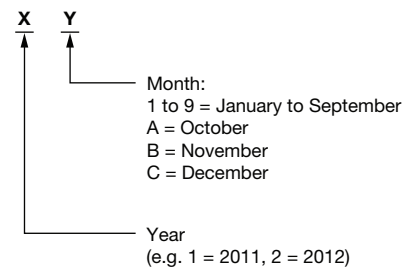 X Y
Month:
1 to 9 = January to September
A = October
B = November
C = December
Year
(e.g. 1 = 2011, 2 = 2012)